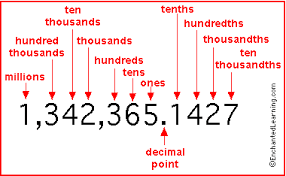 ten
thousands
tenths
hundredths
hundred
thousands
thousands
thousandths
hundreds
ten
thousandths
tens
millions
ones
1,342,365.1427
decimal
point
©EnchantedLearning.com